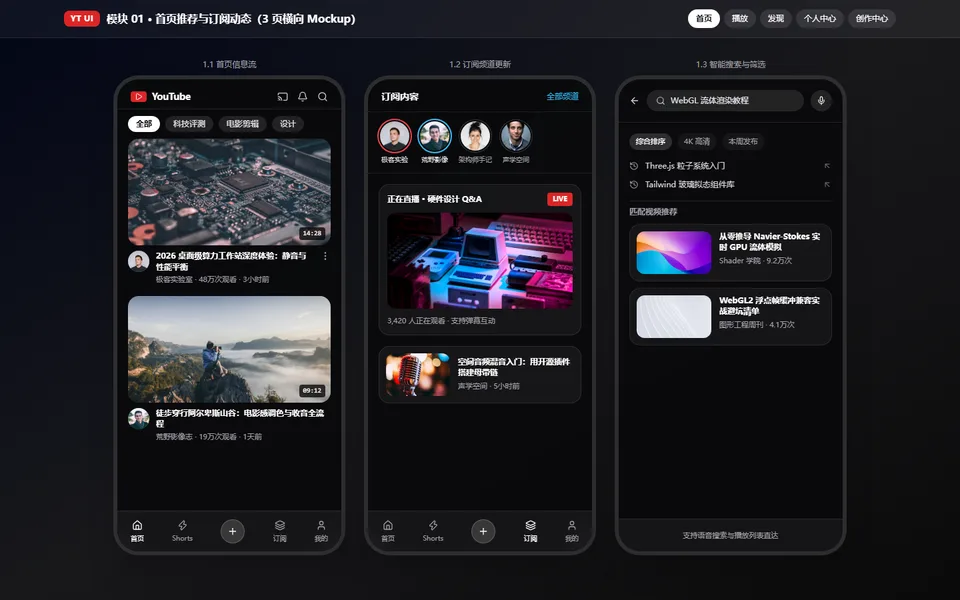 YT UI 模块 01 • 首页推荐与订阅动态 (3 页横向 Mockup)
首页 播放 发现 个人中心 创作中心
1.1 首页信息流
YouTube
全部 科技评测 电影剪辑 设计
14:28
2026 桌面级算力工作站深度体验：静音与
性能平衡
极客实验室 · 48万次观看 · 3小时前
09:12
徒步穿行阿尔卑斯山谷：电影感调色与收音全流
程
荒野影像志 · 19万次观看 · 1天前
首页 Shorts + 订阅 我的
1.2 订阅频道更新
订阅内容 全部频道
极客实验 荒野影像 架构师手记 声学空间
正在直播 • 硬件设计 Q&A LIVE
3,420 人正在观看 · 支持弹幕互动
空间音频混音入门：用开源插件
搭建母带链
声学空间 · 5小时前
首页 Shorts + 订阅 我的
1.3 智能搜索与筛选
WebGL 流体渲染教程
综合排序 4K 高清 本周发布
Three.js 粒子系统入门
Tailwind 玻璃拟态组件库
匹配视频推荐
从零推导 Navier-Stokes 实
时 GPU 流体模拟
Shader 学院 · 9.2万次
WebGL2 浮点帧缓冲兼容实
战避坑清单
图形工程周刊 · 4.1万次
支持语音搜索与播放列表直达